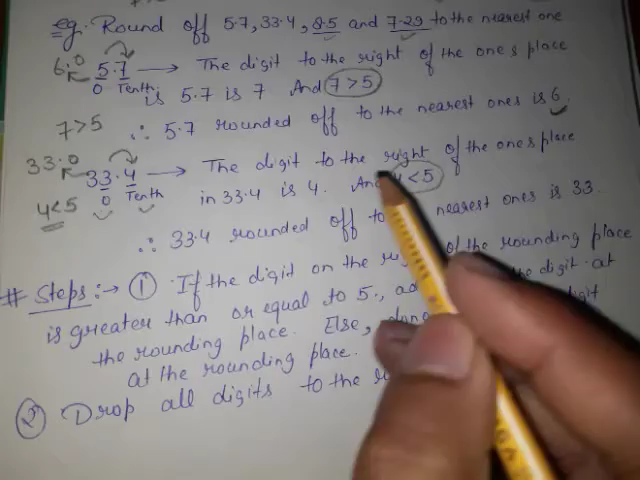 eg. Round off 5.7, 33.4, 8.5 and 7.29 to the nearest one
6.0 5.7 → The digit to the right of the ones place
O Tenth is 5.7 is 7 And 7 > 5
7>5 ∴ 5.7 rounded off to the nearest ones is 6
33.0 33.4 → The digit to the right of the ones place
4<5 O Tenth in 33.4 is 4. And < 5
∴ 33.4 rounded off to nearest ones is 33.
# Steps:→ ① If the digit on the of the rounding place
is greater than or equal to 5., the digit at
the rounding place. Else, digit
at the rounding place.
② Drop all digits to the